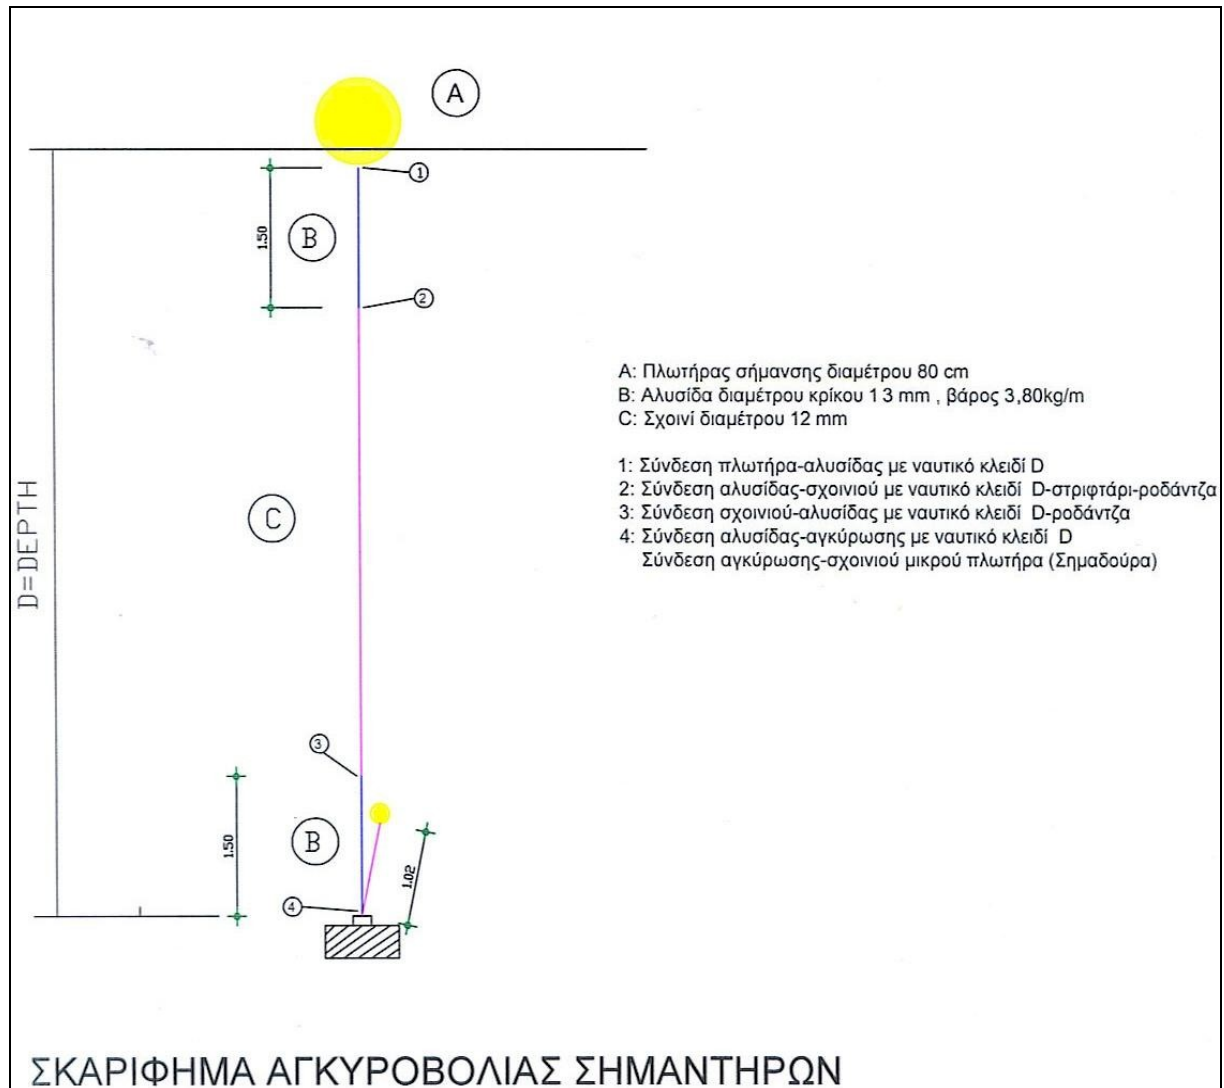 A
1
1.50
B
2
A: Πλωτήρας σήμανσης διαμέτρου 80 cm
B: Αλυσίδα διαμέτρου κρίκου 13 mm , βάρος 3,80kg/m
C: Σχοινί διαμέτρου 12 mm
1: Σύνδεση πλωτήρα-αλυσίδας με ναυτικό κλειδί D
2: Σύνδεση αλυσίδας-σχοινιού με ναυτικό κλειδί D-στριφτάρι-ροδάντζα
3: Σύνδεση σχοινιού-αλυσίδας με ναυτικό κλειδί D-ροδάντζα
4: Σύνδεση αλυσίδας-αγκύρωσης με ναυτικό κλειδί D
Σύνδεση αγκύρωσης-σχοινιού μικρού πλωτήρα (Σημαδούρα)
D=DEPTH
C
3
1.50
B
1.02
4
ΣΚΑΡΙΦΗΜΑ ΑΓΚΥΡΟΒΟΛΙΑΣ ΣΗΜΑΝΤΗΡΩΝ